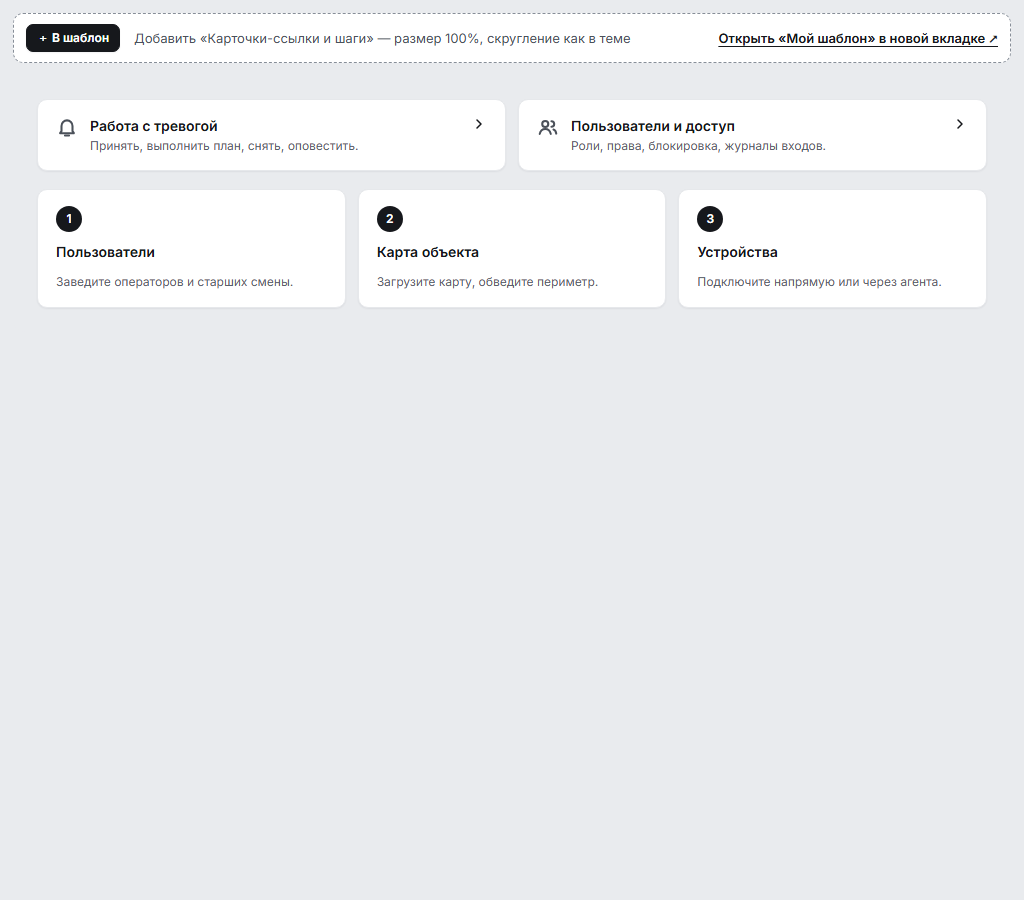 + В шаблон
Добавить «Карточки-ссылки и шаги» — размер 100%, скругление как в теме
Открыть «Мой шаблон» в новой вкладке ↗
Работа с тревогой
Принять, выполнить план, снять, оповестить.
Пользователи и доступ
Роли, права, блокировка, журналы входов.
1
Пользователи
Заведите операторов и старших смены.
2
Карта объекта
Загрузите карту, обведите периметр.
3
Устройства
Подключите напрямую или через агента.